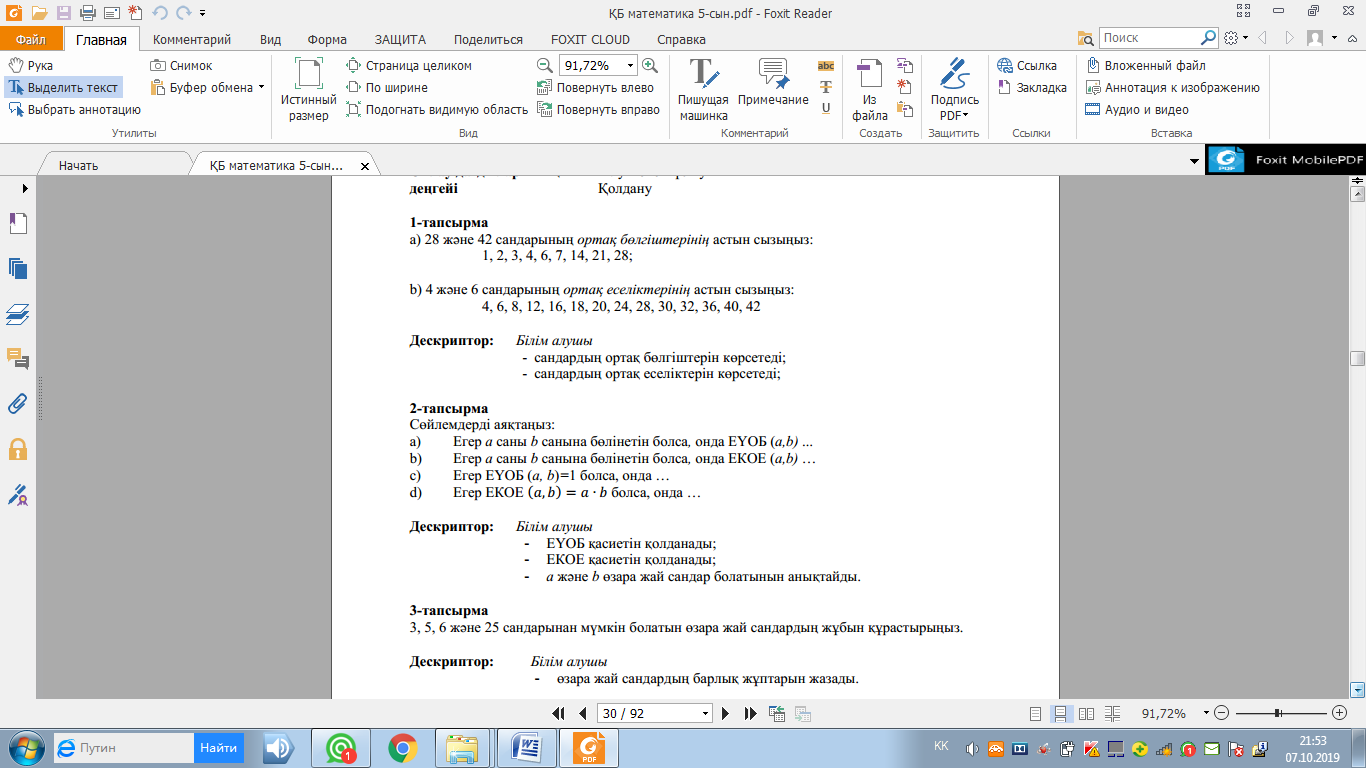 ҚБ математика 5-сын.pdf - Foxit Reader
Файл Главная Комментарий Вид Форма ЗАЩИТА Поделиться FOXIT CLOUD Справка Поиск
Рука
Выделить текст
Выбрать аннотацию
Снимок
Буфер обмена
Утилиты
Истинный размер
Страница целиком
По ширине
Подогнать видимую область
91,72%
Повернуть влево
Повернуть вправо
Вид
Пишущая машинка
Примечание
abc
T
U
Комментарий
Из файла
Создать
Подпись PDF
Защитить
Ссылка
Закладка
Ссылки
Вложенный файл
Аннотация к изображению
Аудио и видео
Вставка
Начать ҚБ математика 5-сын... Foxit MobilePDF
деңгейі Қолдану
1-тапсырма
a) 28 және 42 сандарының ортақ бөлгіштерінің астын сызыңыз:
1, 2, 3, 4, 6, 7, 14, 21, 28;
b) 4 және 6 сандарының ортақ еселіктерінің астын сызыңыз:
4, 6, 8, 12, 16, 18, 20, 24, 28, 30, 32, 36, 40, 42
Дескриптор: Білім алушы
- сандардың ортақ бөлгіштерін көрсетеді;
- сандардың ортақ еселіктерін көрсетеді;
2-тапсырма
Сөйлемдерді аяқтаңыз:
a) Егер a саны b санына бөлінетін болса, онда ЕҮОБ (a,b) ...
b) Егер a саны b санына бөлінетін болса, онда ЕКОЕ (a,b) …
c) Егер ЕҮОБ (a, b)=1 болса, онда …
d) Егер ЕКОЕ (a,b) = a · b болса, онда …
Дескриптор: Білім алушы
- ЕҮОБ қасиетін қолданады;
- ЕКОЕ қасиетін қолданады;
- a және b өзара жай сандар болатынын анықтайды.
3-тапсырма
3, 5, 6 және 25 сандарынан мүмкін болатын өзара жай сандардың жұбын құрастырыңыз.
Дескриптор: Білім алушы
- өзара жай сандардың барлық жұптарын жазады.
30 / 92 91,72%
Путин Найти KK 21:53
07.10.2019